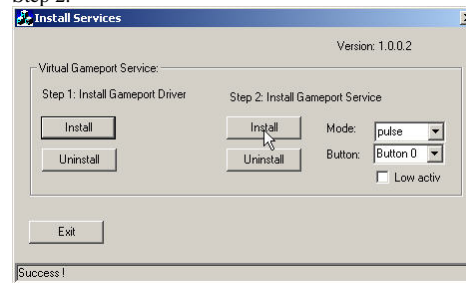 Step 2:
Install Services
Version: 1.0.0.2
Virtual Gameport Service:
Step 1: Install Gameport Driver
Step 2: Install Gameport Service
Install
Install
Mode:
pulse
Uninstall
Uninstall
Button:
Button 0
Low activ
Exit
Success !